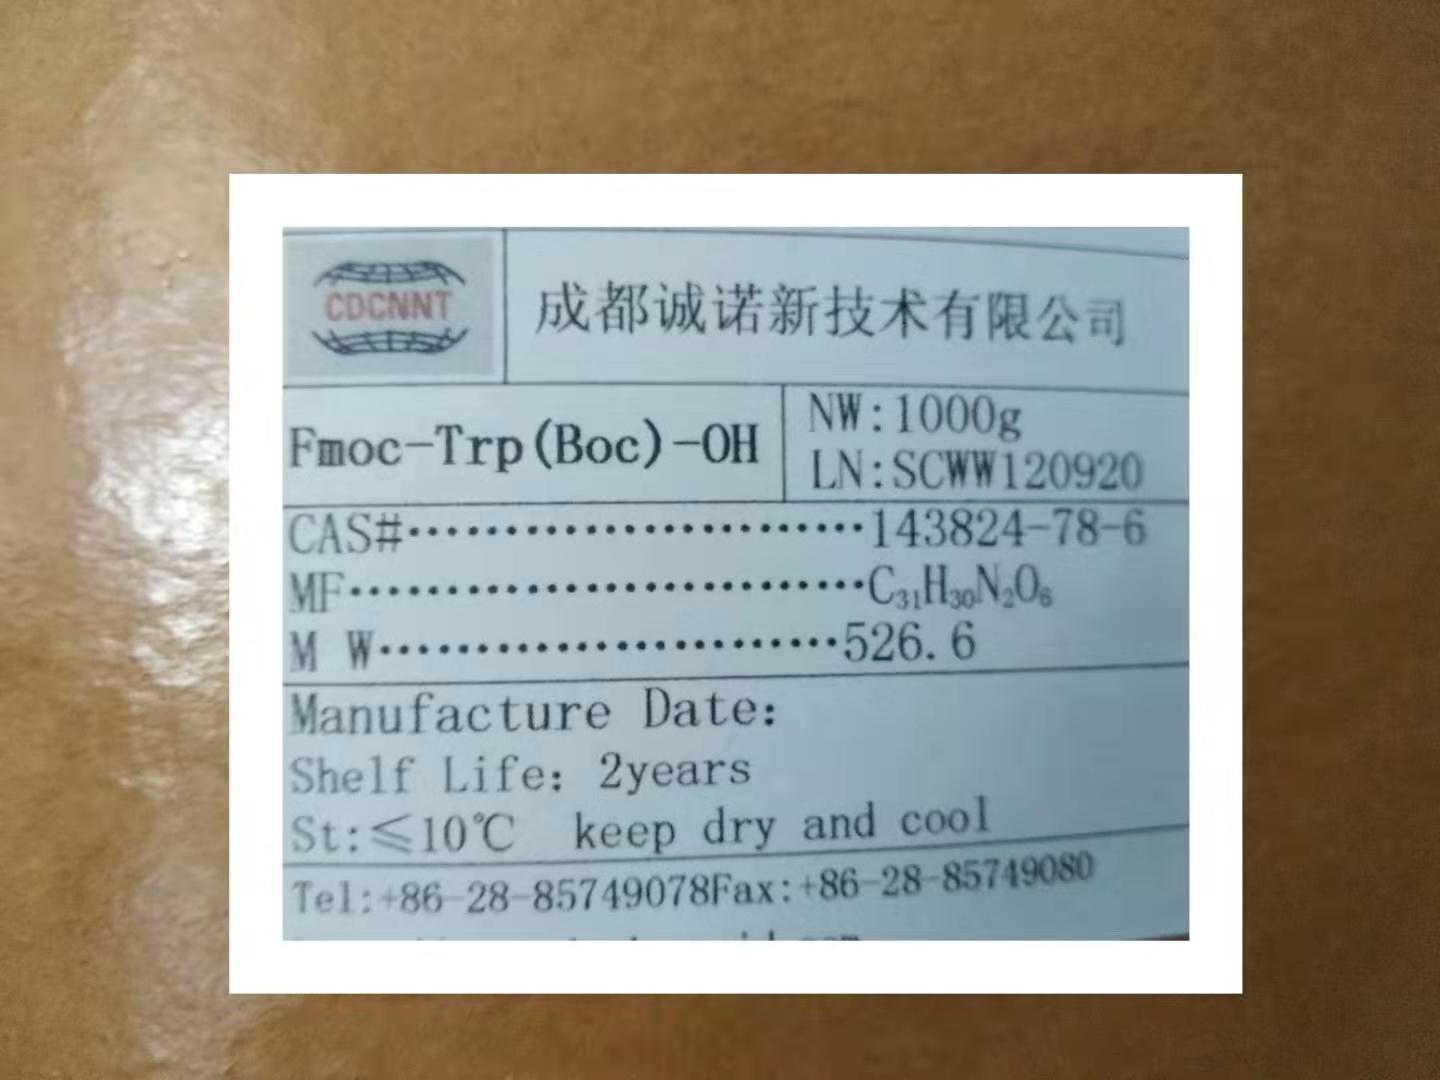 CDCNNT
成都诚诺新技术有限公司
Fmoc-Trp(Boc)-OH
NW:1000g
LN:SCWW120920
CAS#························143824-78-6
MF···························C₃₁H₃₀N₂O₆
M W························526.6
Manufacture Date:
Shelf Life: 2years
St:≤10℃ keep dry and cool
Tel:+86-28-85749078Fax:+86-28-85749080